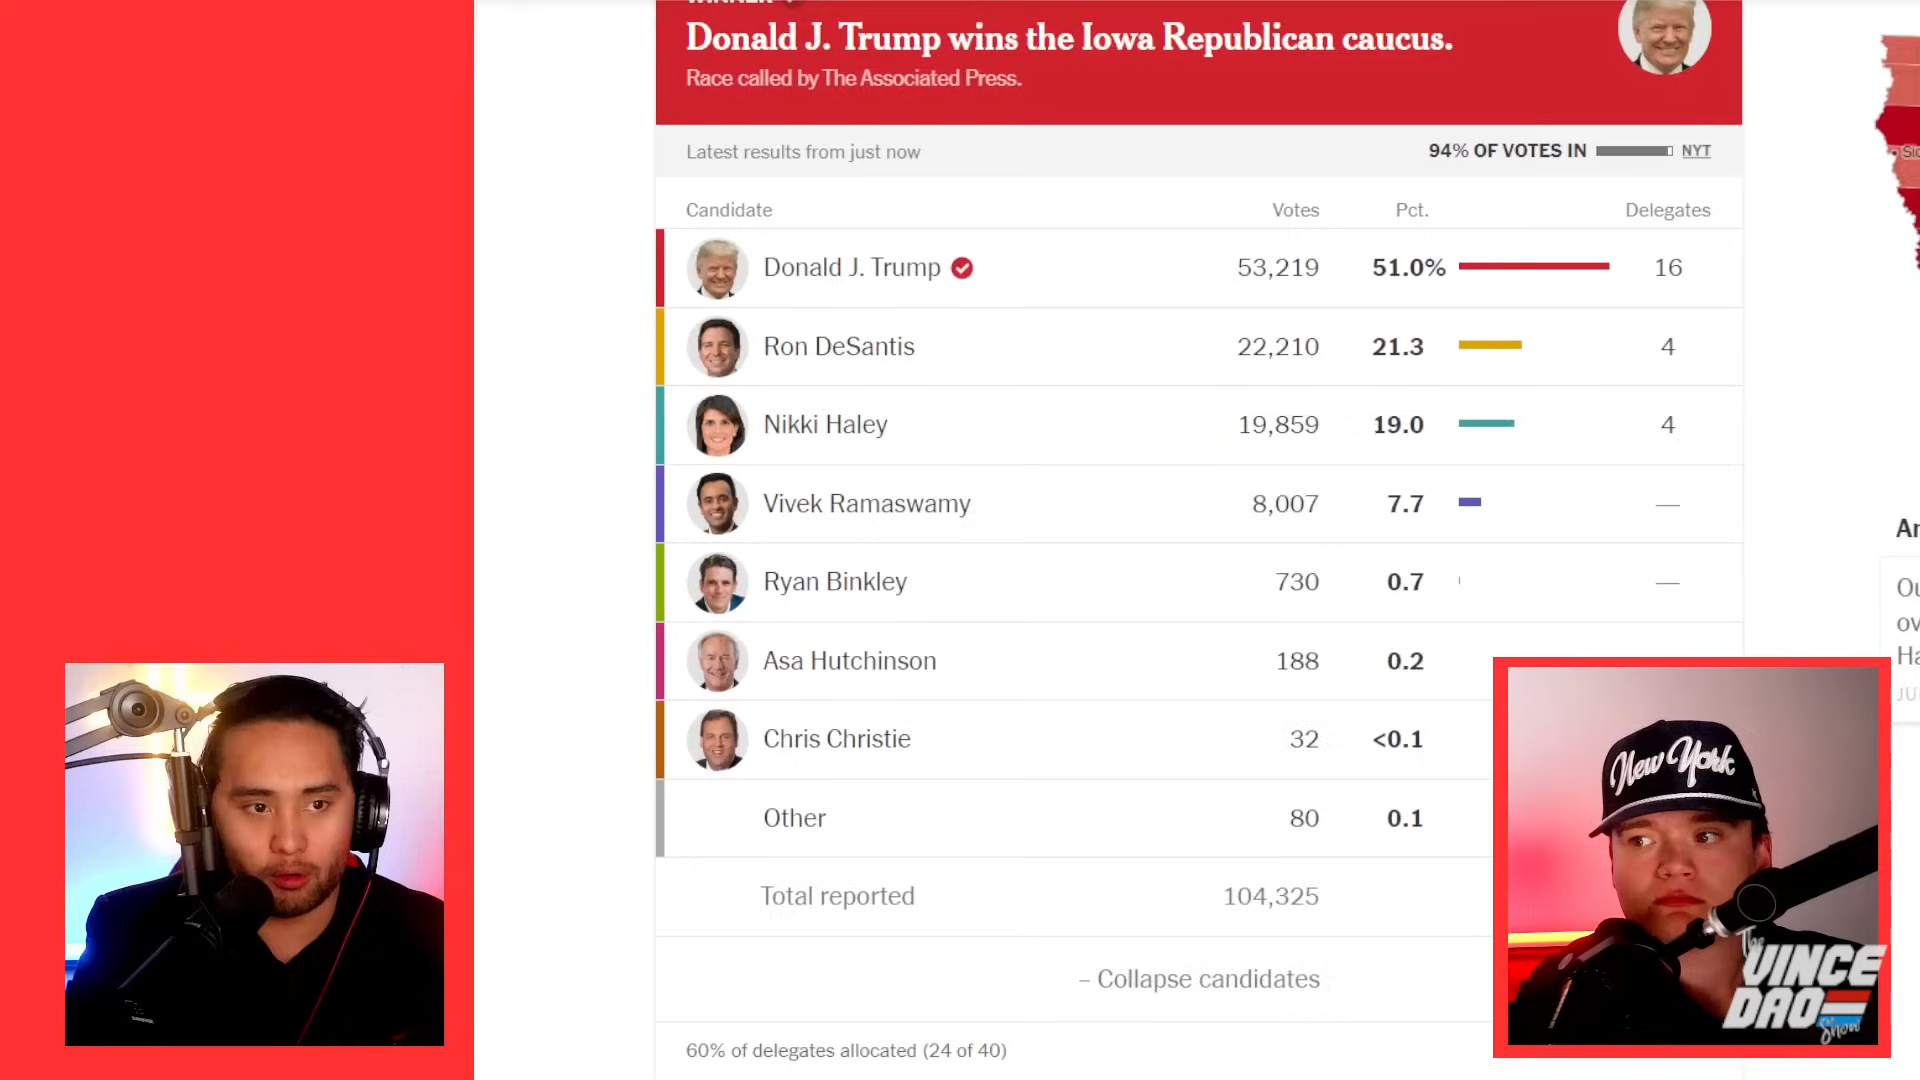 WINNER
Donald J. Trump wins the Iowa Republican caucus.
Race called by The Associated Press.
Latest results from just now 94% OF VOTES IN NYT
Candidate Votes Pct. Delegates
Donald J. Trump 53,219 51.0% 16
Ron DeSantis 22,210 21.3 4
Nikki Haley 19,859 19.0 4
Vivek Ramaswamy 8,007 7.7 —
Ryan Binkley 730 0.7 —
Asa Hutchinson 188 0.2
Chris Christie 32 <0.1
Other 80 0.1
Total reported 104,325
– Collapse candidates
60% of delegates allocated (24 of 40)
New York
The
VINCE
DAO
Show